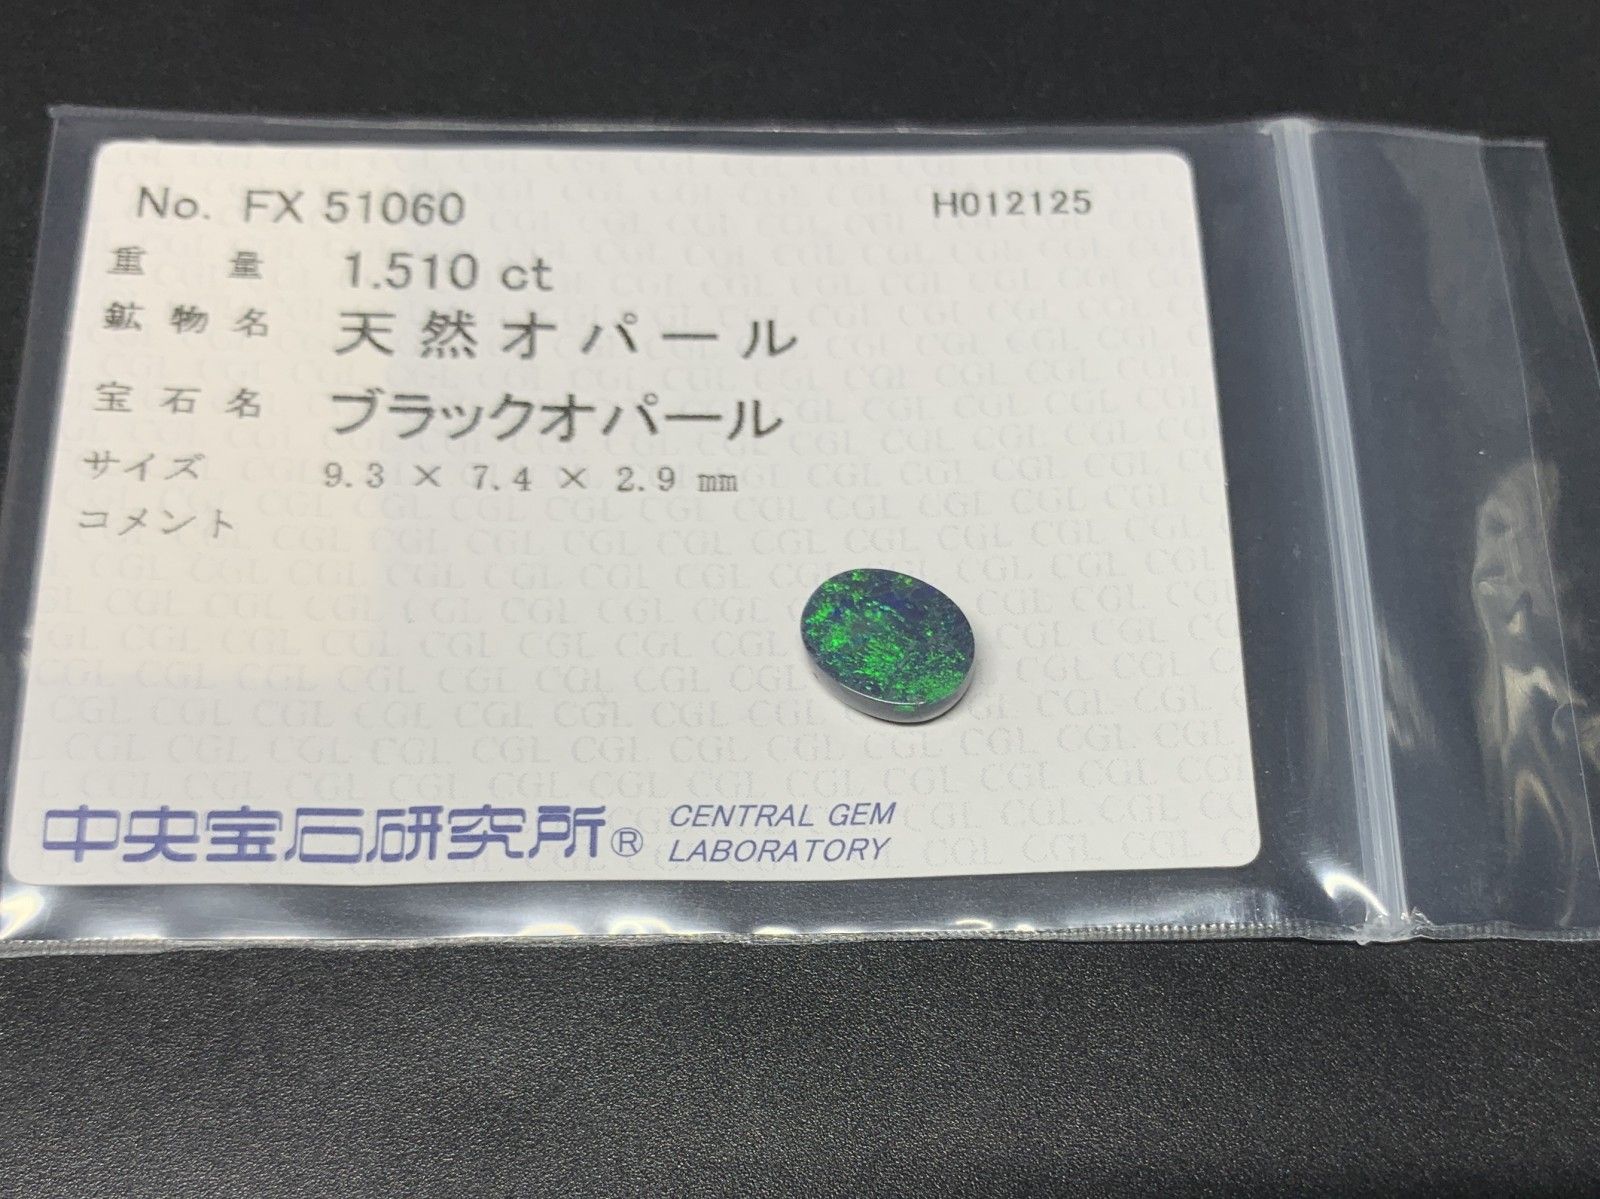 No. FX 51060 H012125
重量 1.510 ct
鉱物名 天然オパール
宝石名 ブラックオパール
サイズ 9.3 × 7.4 × 2.9 mm
コメント
中央宝石研究所® CENTRAL GEM
LABORATORY